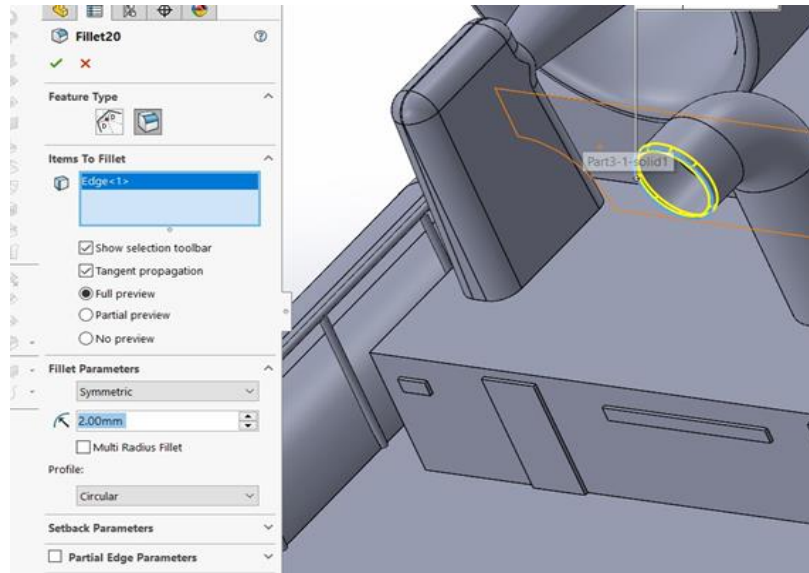 Fillet20
Feature Type
Items To Fillet
Edge<1>
Show selection toolbar
Tangent propagation
Full preview
Partial preview
No preview
Fillet Parameters
Symmetric
2.00mm
Multi Radius Fillet
Profile:
Circular
Setback Parameters
Partial Edge Parameters
Part3-1-solid1